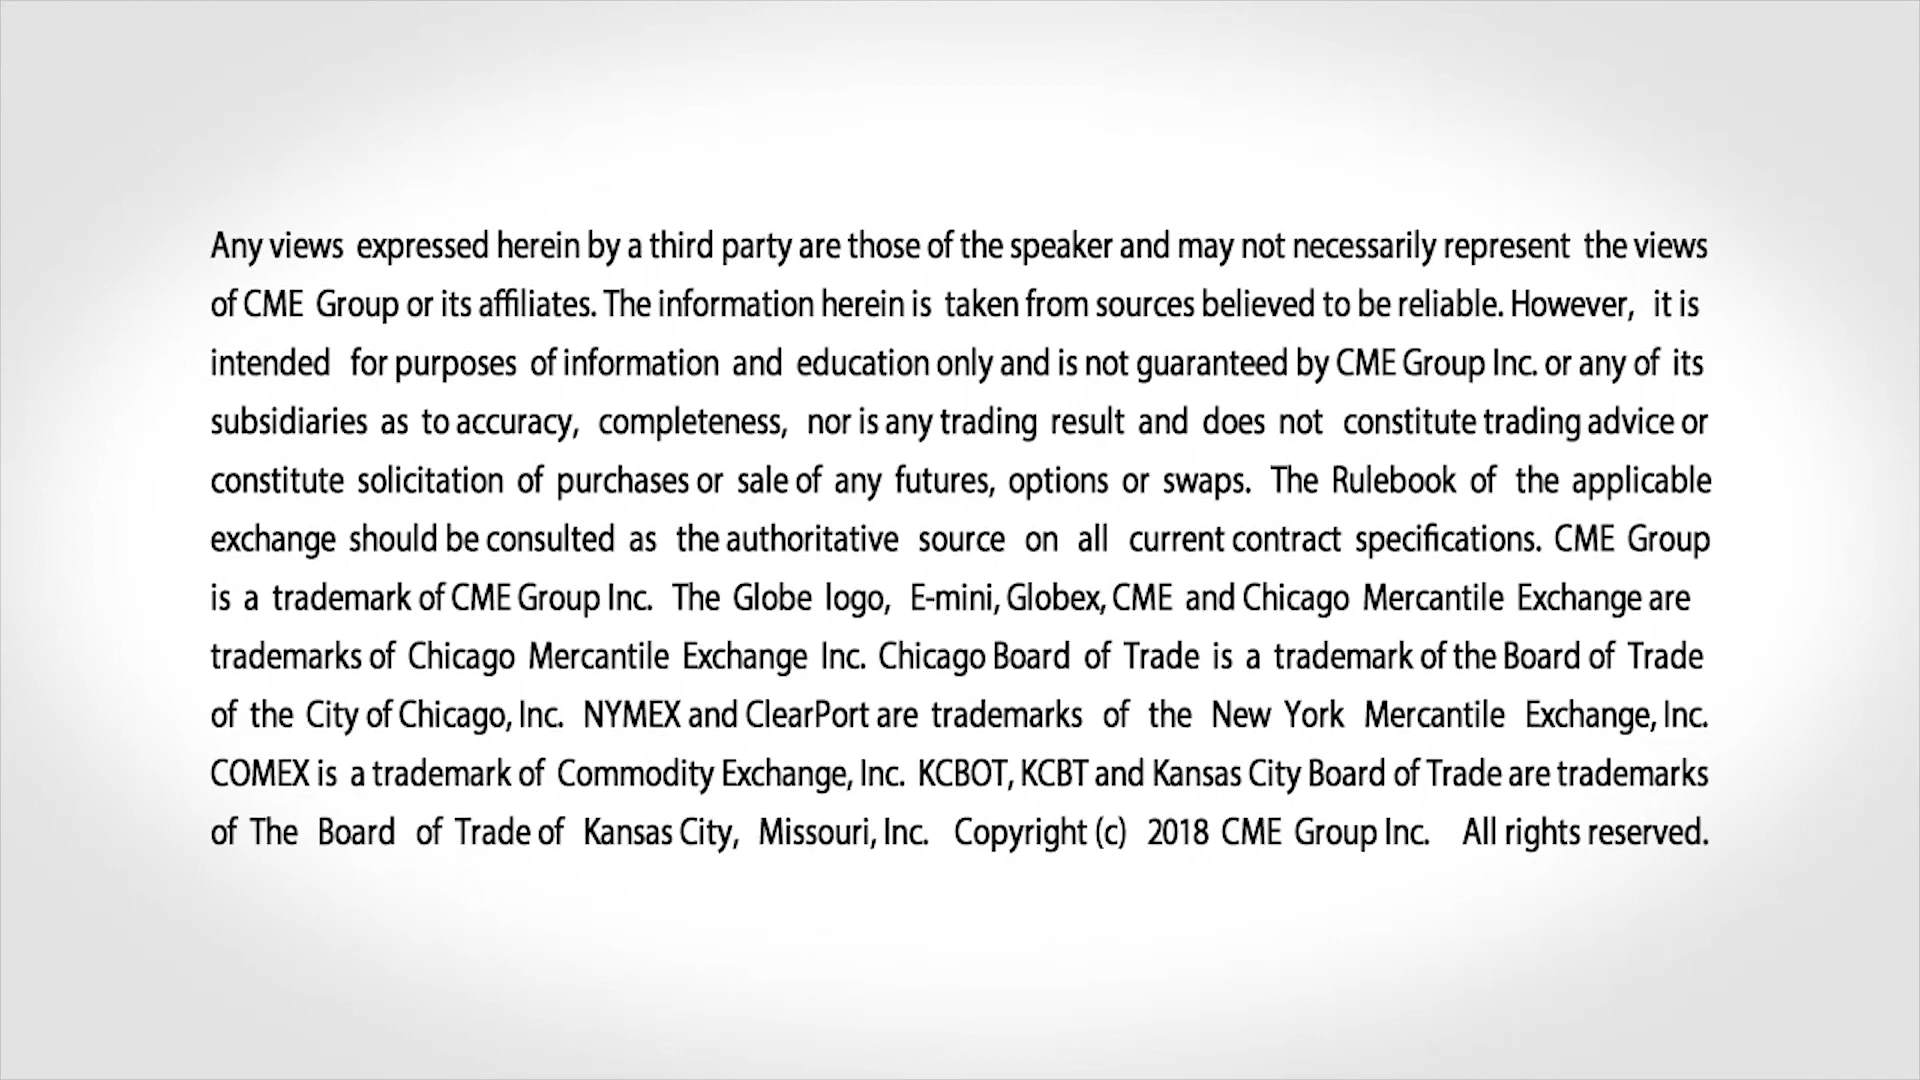 Any views expressed herein by a third party are those of the speaker and may not necessarily represent the views
of CME Group or its affiliates. The information herein is taken from sources believed to be reliable. However, it is
intended for purposes of information and education only and is not guaranteed by CME Group Inc. or any of its
subsidiaries as to accuracy, completeness, nor is any trading result and does not constitute trading advice or
constitute solicitation of purchases or sale of any futures, options or swaps. The Rulebook of the applicable
exchange should be consulted as the authoritative source on all current contract specifications. CME Group
is a trademark of CME Group Inc. The Globe logo, E-mini, Globex, CME and Chicago Mercantile Exchange are
trademarks of Chicago Mercantile Exchange Inc. Chicago Board of Trade is a trademark of the Board of Trade
of the City of Chicago, Inc. NYMEX and ClearPort are trademarks of the New York Mercantile Exchange, Inc.
COMEX is a trademark of Commodity Exchange, Inc. KCBOT, KCBT and Kansas City Board of Trade are trademarks
of The Board of Trade of Kansas City, Missouri, Inc. Copyright (c) 2018 CME Group Inc. All rights reserved.